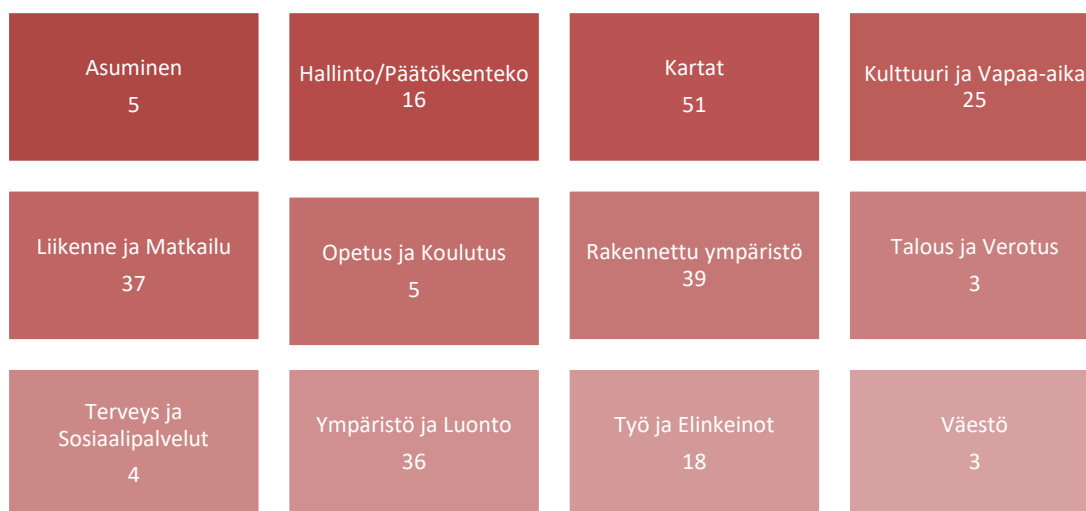 Asuminen
5
Hallinto/Päätöksenteko
16
Kartat
51
Kulttuuri ja Vapaa-aika
25
Liikenne ja Matkailu
37
Opetus ja Koulutus
5
Rakennettu ympäristö
39
Talous ja Verotus
3
Terveys ja
Sosiaalipalvelut
4
Ympäristö ja Luonto
36
Työ ja Elinkeinot
18
Väestö
3